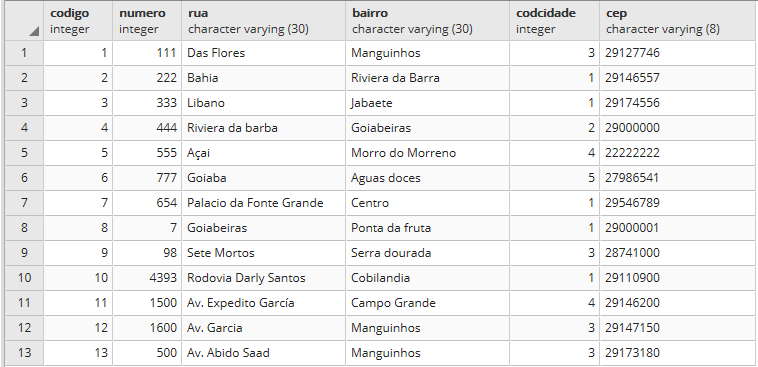 codigo numero rua bairro codcidade cep
integer integer character varying (30) character varying (30) integer character varying (8)
1 1 111 Das Flores Manguinhos 3 29127746
2 2 222 Bahia Riviera da Barra 1 29146557
3 3 333 Libano Jabaete 1 29174556
4 4 444 Riviera da barba Goiabeiras 2 29000000
5 5 555 Açai Morro do Morreno 4 22222222
6 6 777 Goiaba Aguas doces 5 27986541
7 7 654 Palacio da Fonte Grande Centro 1 29546789
8 8 7 Goiabeiras Ponta da fruta 1 29000001
9 9 98 Sete Mortos Serra dourada 3 28741000
10 10 4393 Rodovia Darly Santos Cobilandia 1 29110900
11 11 1500 Av. Expedito García Campo Grande 4 29146200
12 12 1600 Av. Garcia Manguinhos 3 29147150
13 13 500 Av. Abido Saad Manguinhos 3 29173180